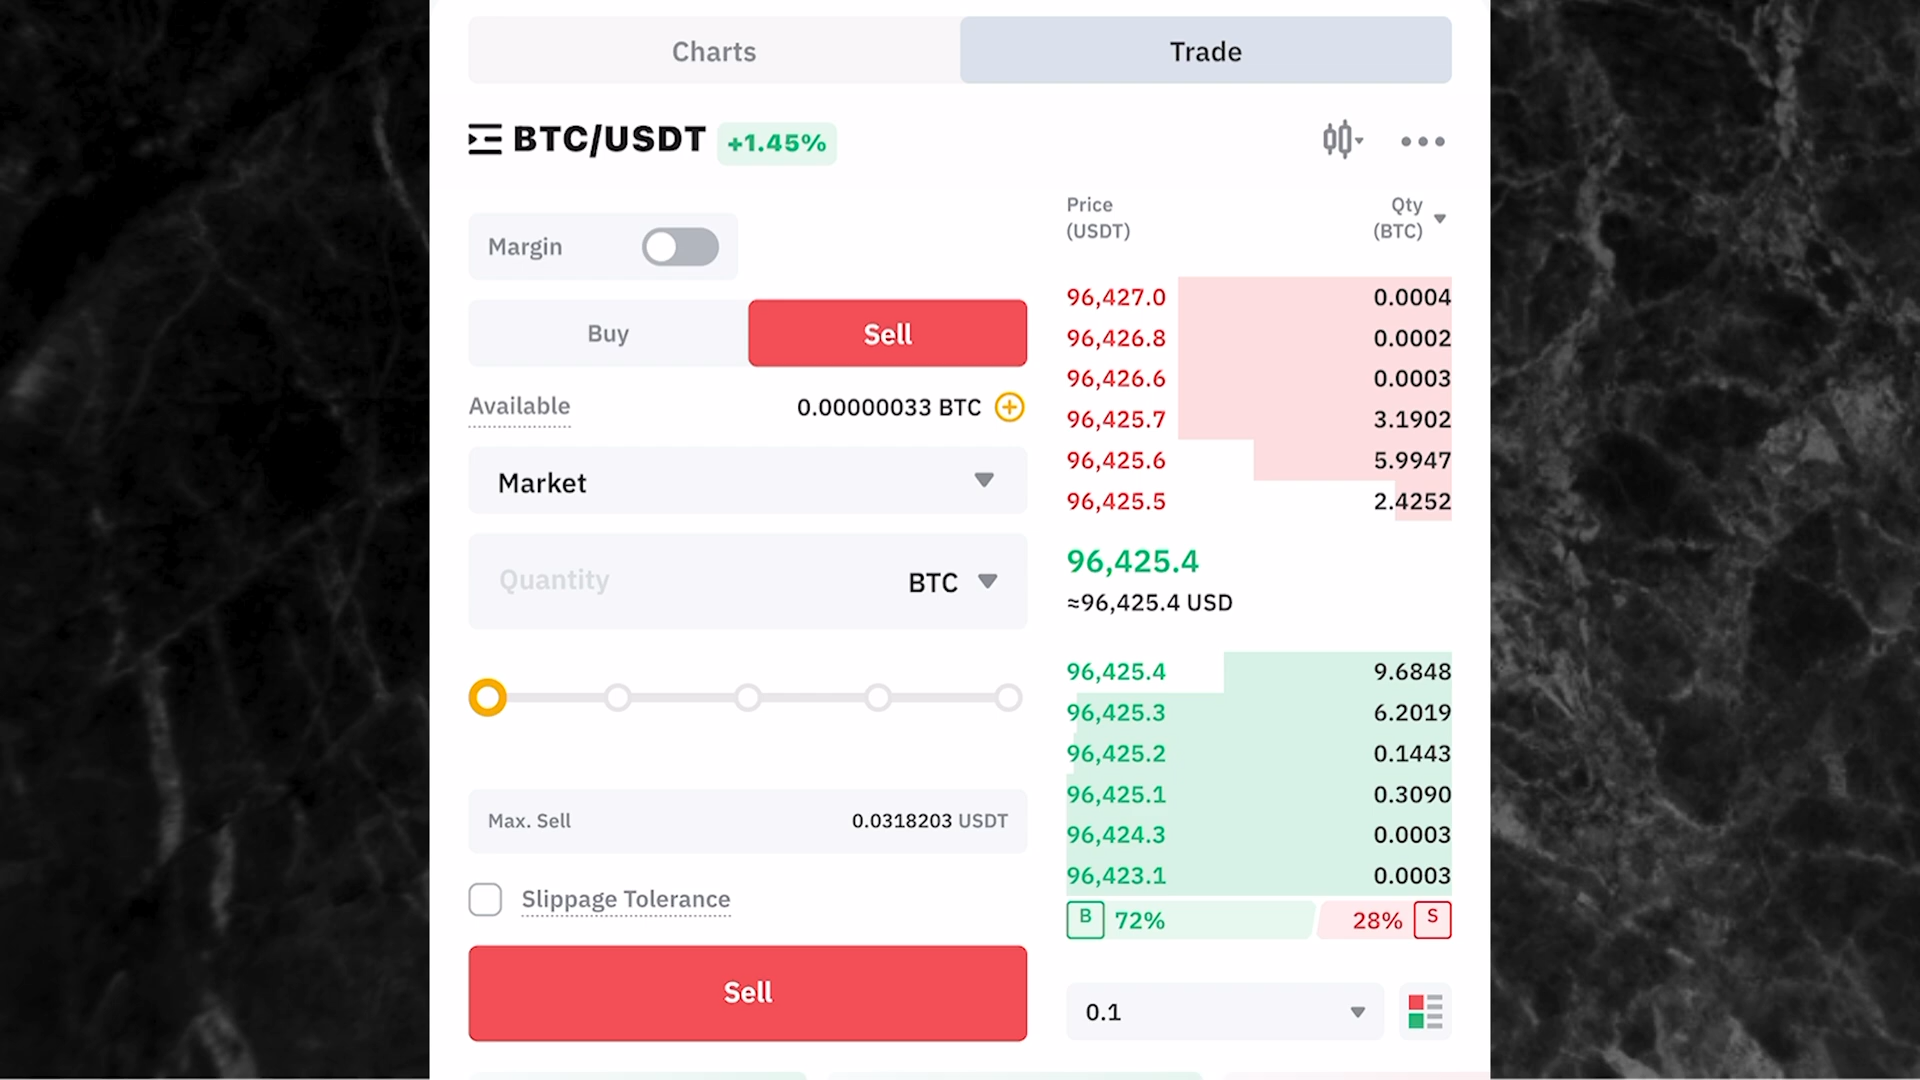 Charts
Trade
BTC/USDT +1.45%
Margin
Buy
Sell
Available
0.00000033 BTC
Market
Quantity
BTC
Max. Sell
0.0318203 USDT
Slippage Tolerance
Sell
Price
(USDT)
Qty
(BTC)
96,427.0 0.0004
96,426.8 0.0002
96,426.6 0.0003
96,425.7 3.1902
96,425.6 5.9947
96,425.5 2.4252
96,425.4
≈96,425.4 USD
96,425.4 9.6848
96,425.3 6.2019
96,425.2 0.1443
96,425.1 0.3090
96,424.3 0.0003
96,423.1 0.0003
B 72% 28% S
0.1